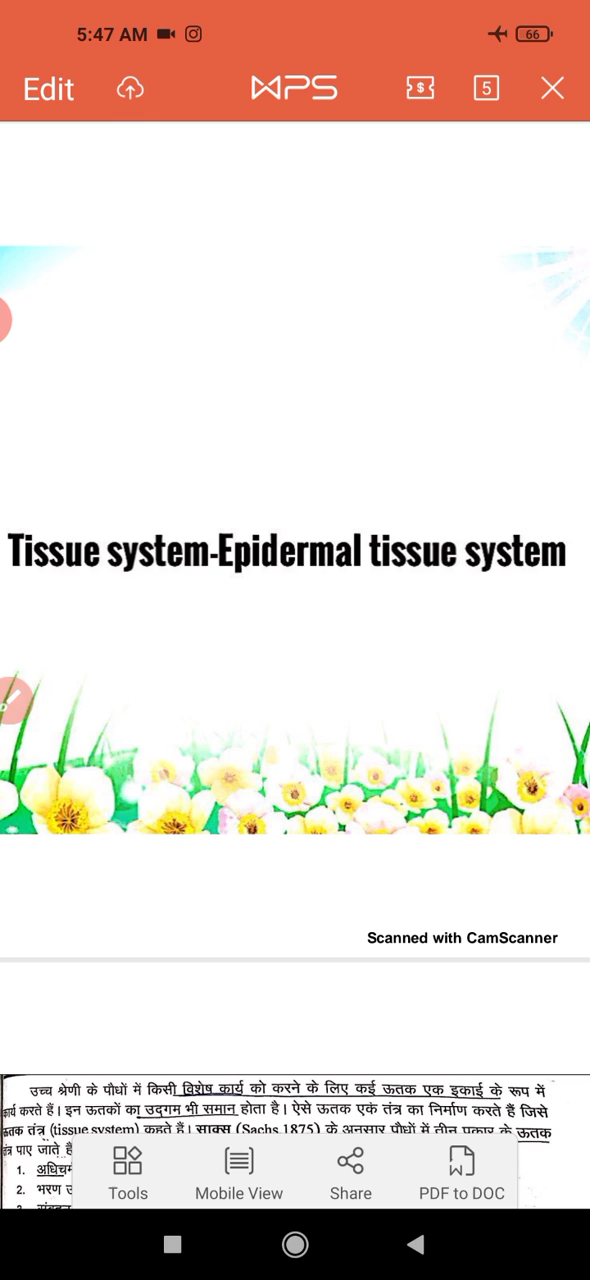 5:47 AM
66
Edit
WPS
$
5
Tissue system-Epidermal tissue system
Scanned with CamScanner
उच्च श्रेणी के पौधों में किसी विशेष कार्य को करने के लिए कई ऊतक एक इकाई के रूप में
कार्य करते हैं। इन ऊतकों का उद्गम भी समान होता है। ऐसे ऊतक एक तंत्र का निर्माण करते हैं जिसे
ऊतक तंत्र (tissue system) कहते हैं। साक्स (Sachs 1875) के अनुसार पौधों में तीन प्रकार के ऊतक
तंत्र पाए जाते हैं
1.
2. भरण
Tools
Mobile View
Share
PDF to DOC